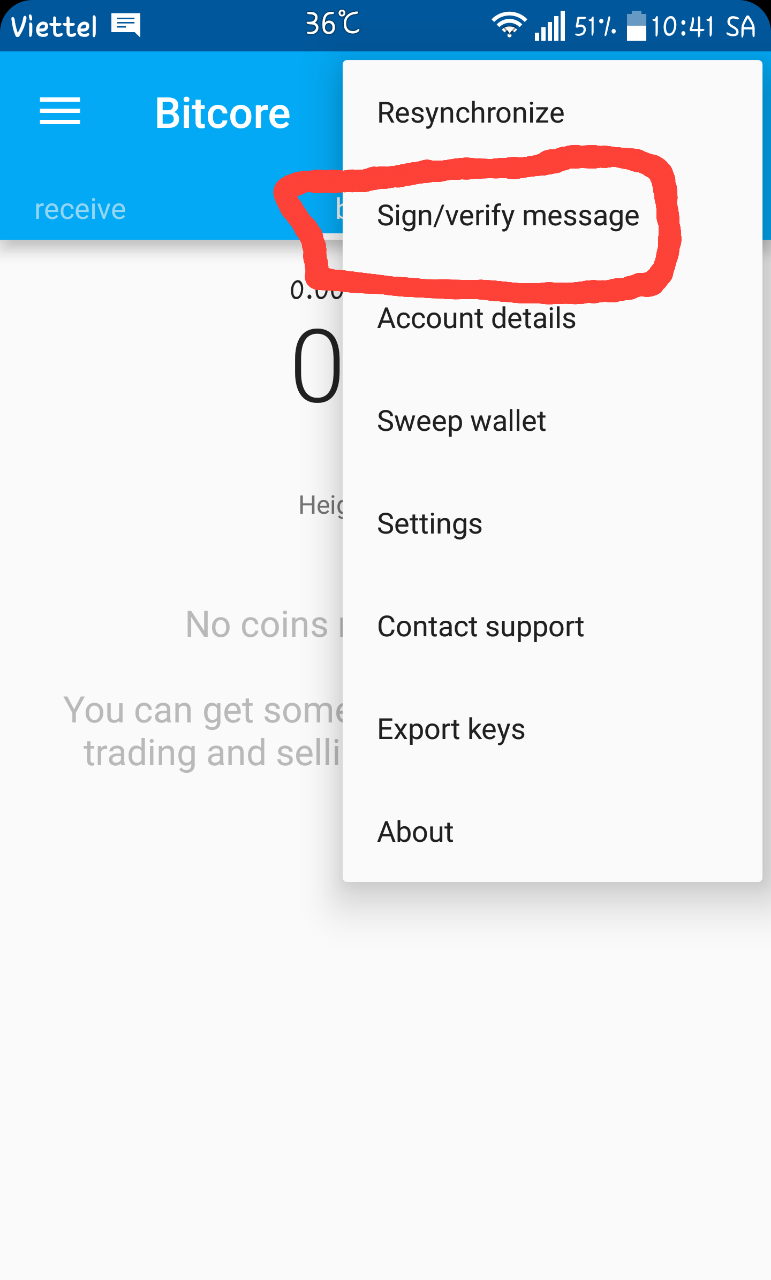 Viettel 36℃ 51% 10:41 SA
Bitcore
receive
Resynchronize
Sign/verify message
Account details
Sweep wallet
Settings
Contact support
Export keys
About
0.00
0
No coins
You can get some
trading and selli